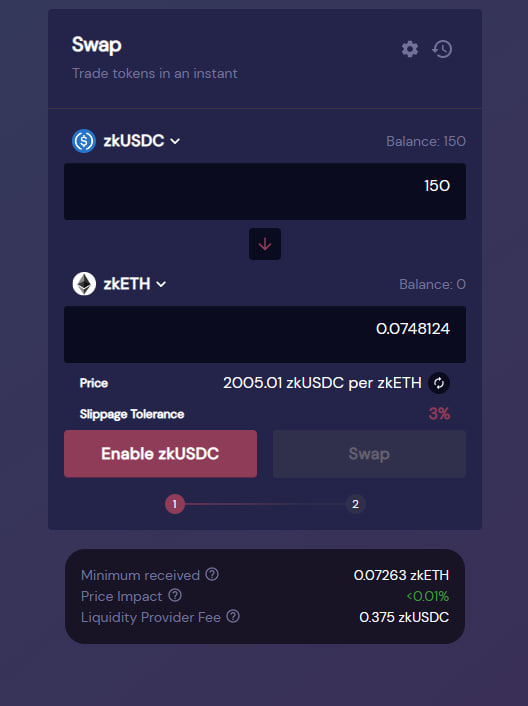 Swap
Trade tokens in an instant
zkUSDC Balance: 150
150
zkETH Balance: 0
0.0748124
Price 2005.01 zkUSDC per zkETH
Slippage Tolerance 3%
Enable zkUSDC Swap
1 2
Minimum received ? 0.07263 zkETH
Price Impact ? <0.01%
Liquidity Provider Fee ? 0.375 zkUSDC